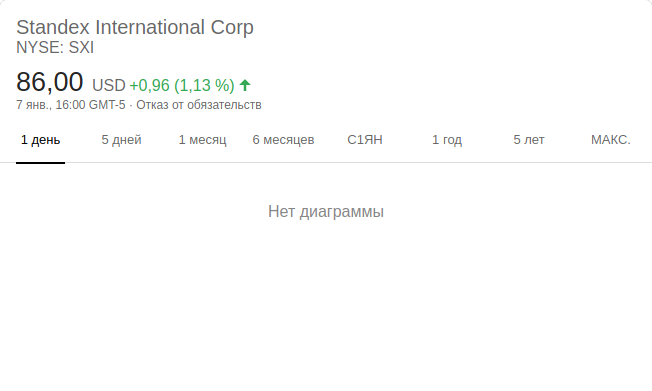 Standex International Corp
NYSE: SXI
86,00 USD +0,96 (1,13 %)
7 янв., 16:00 GMT-5 · Отказ от обязательств
1 день 5 дней 1 месяц 6 месяцев С1ЯН 1 год 5 лет МАКС.
Нет диаграммы